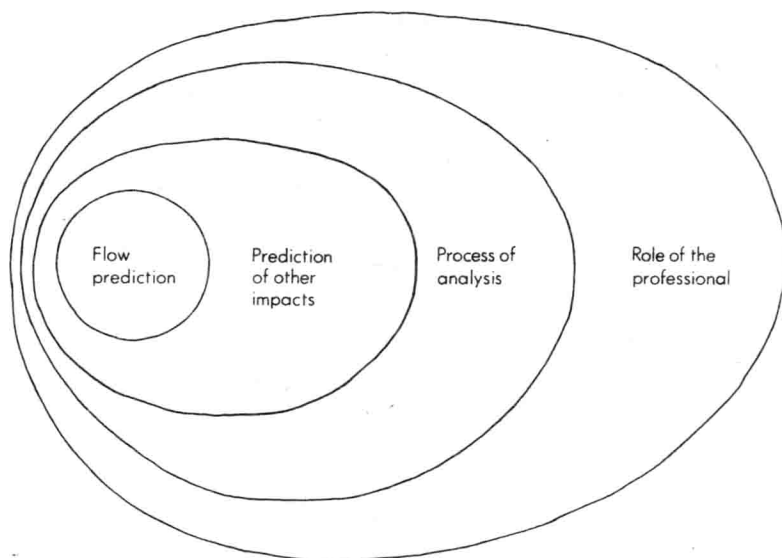 Flow
prediction
Prediction
of other
impacts
Process of
analysis
Role of the
professional